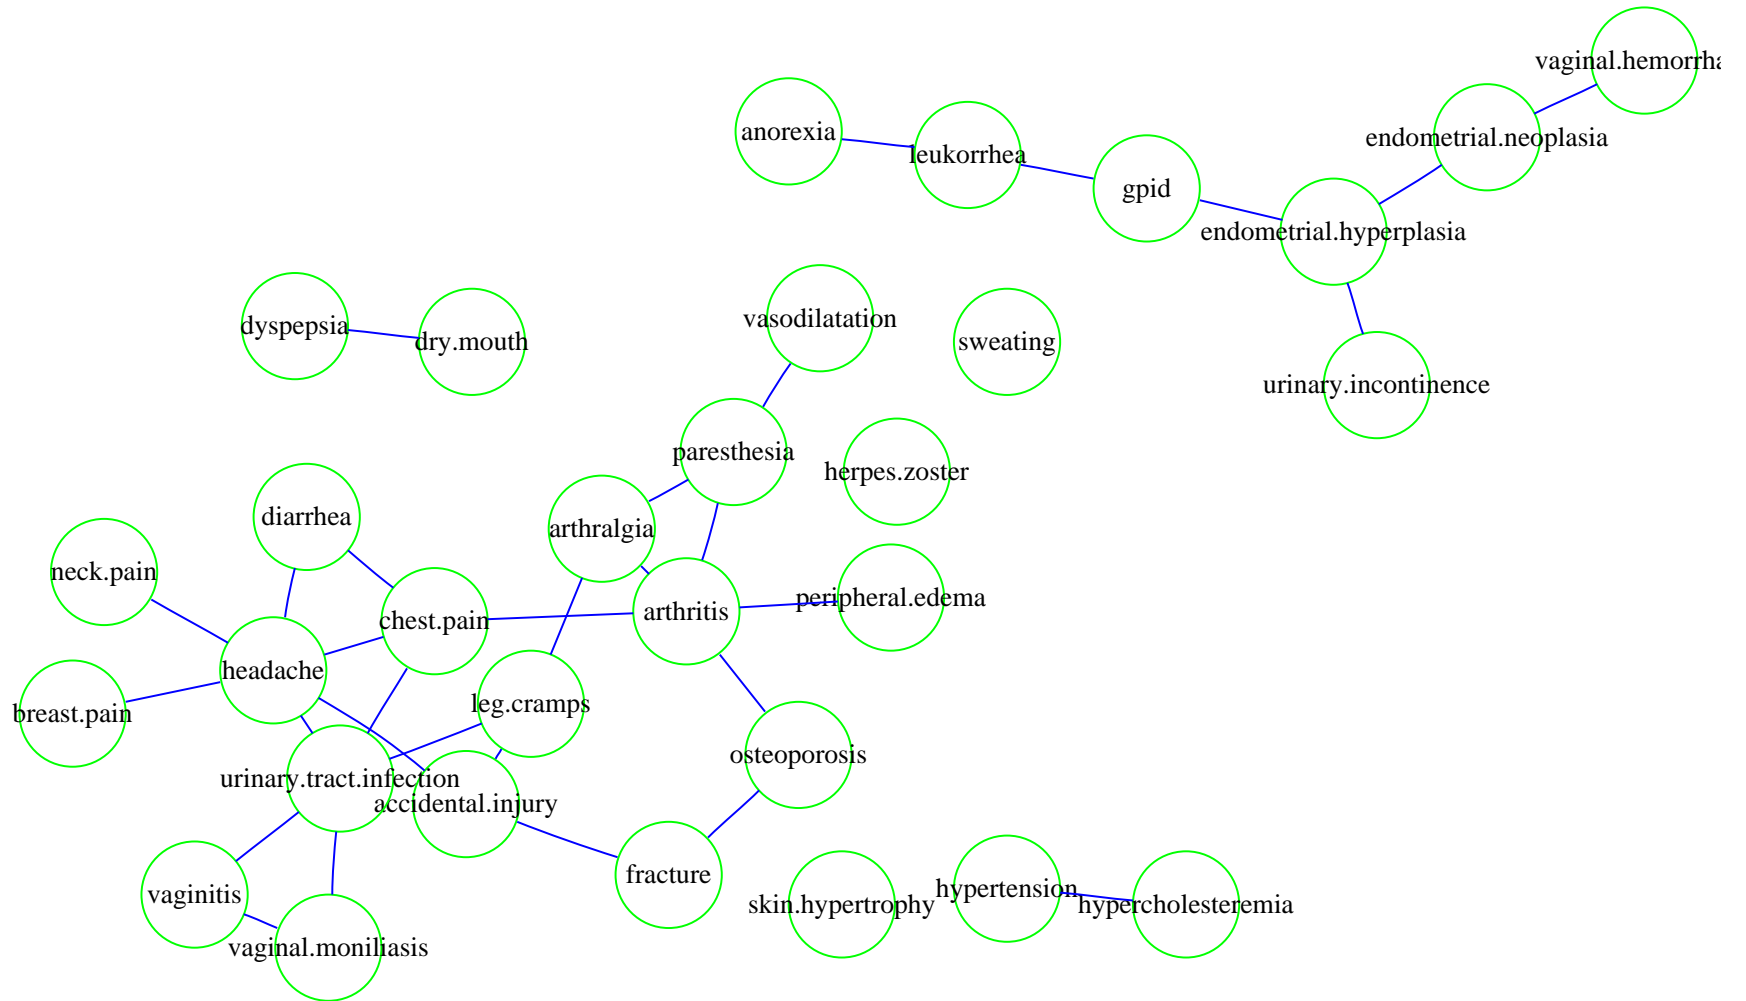 vaginal.hemorrha
anorexia
endometrial.neoplasia
leukorrhea
gpid
endometrial.hyperplasia
dyspepsia
vasodilatation
dry.mouth
sweating
urinary.incontinence
paresthesia
herpes.zoster
diarrhea
arthralgia
neck.pain
peripheral.edema
chest.pain
arthritis
headache
leg.cramps
breast.pain
osteoporosis
urinary.tract.infection
accidental.injury
fracture
vaginitis
hypertension
skin.hypertrophy
hypercholesteremia
vaginal.moniliasis